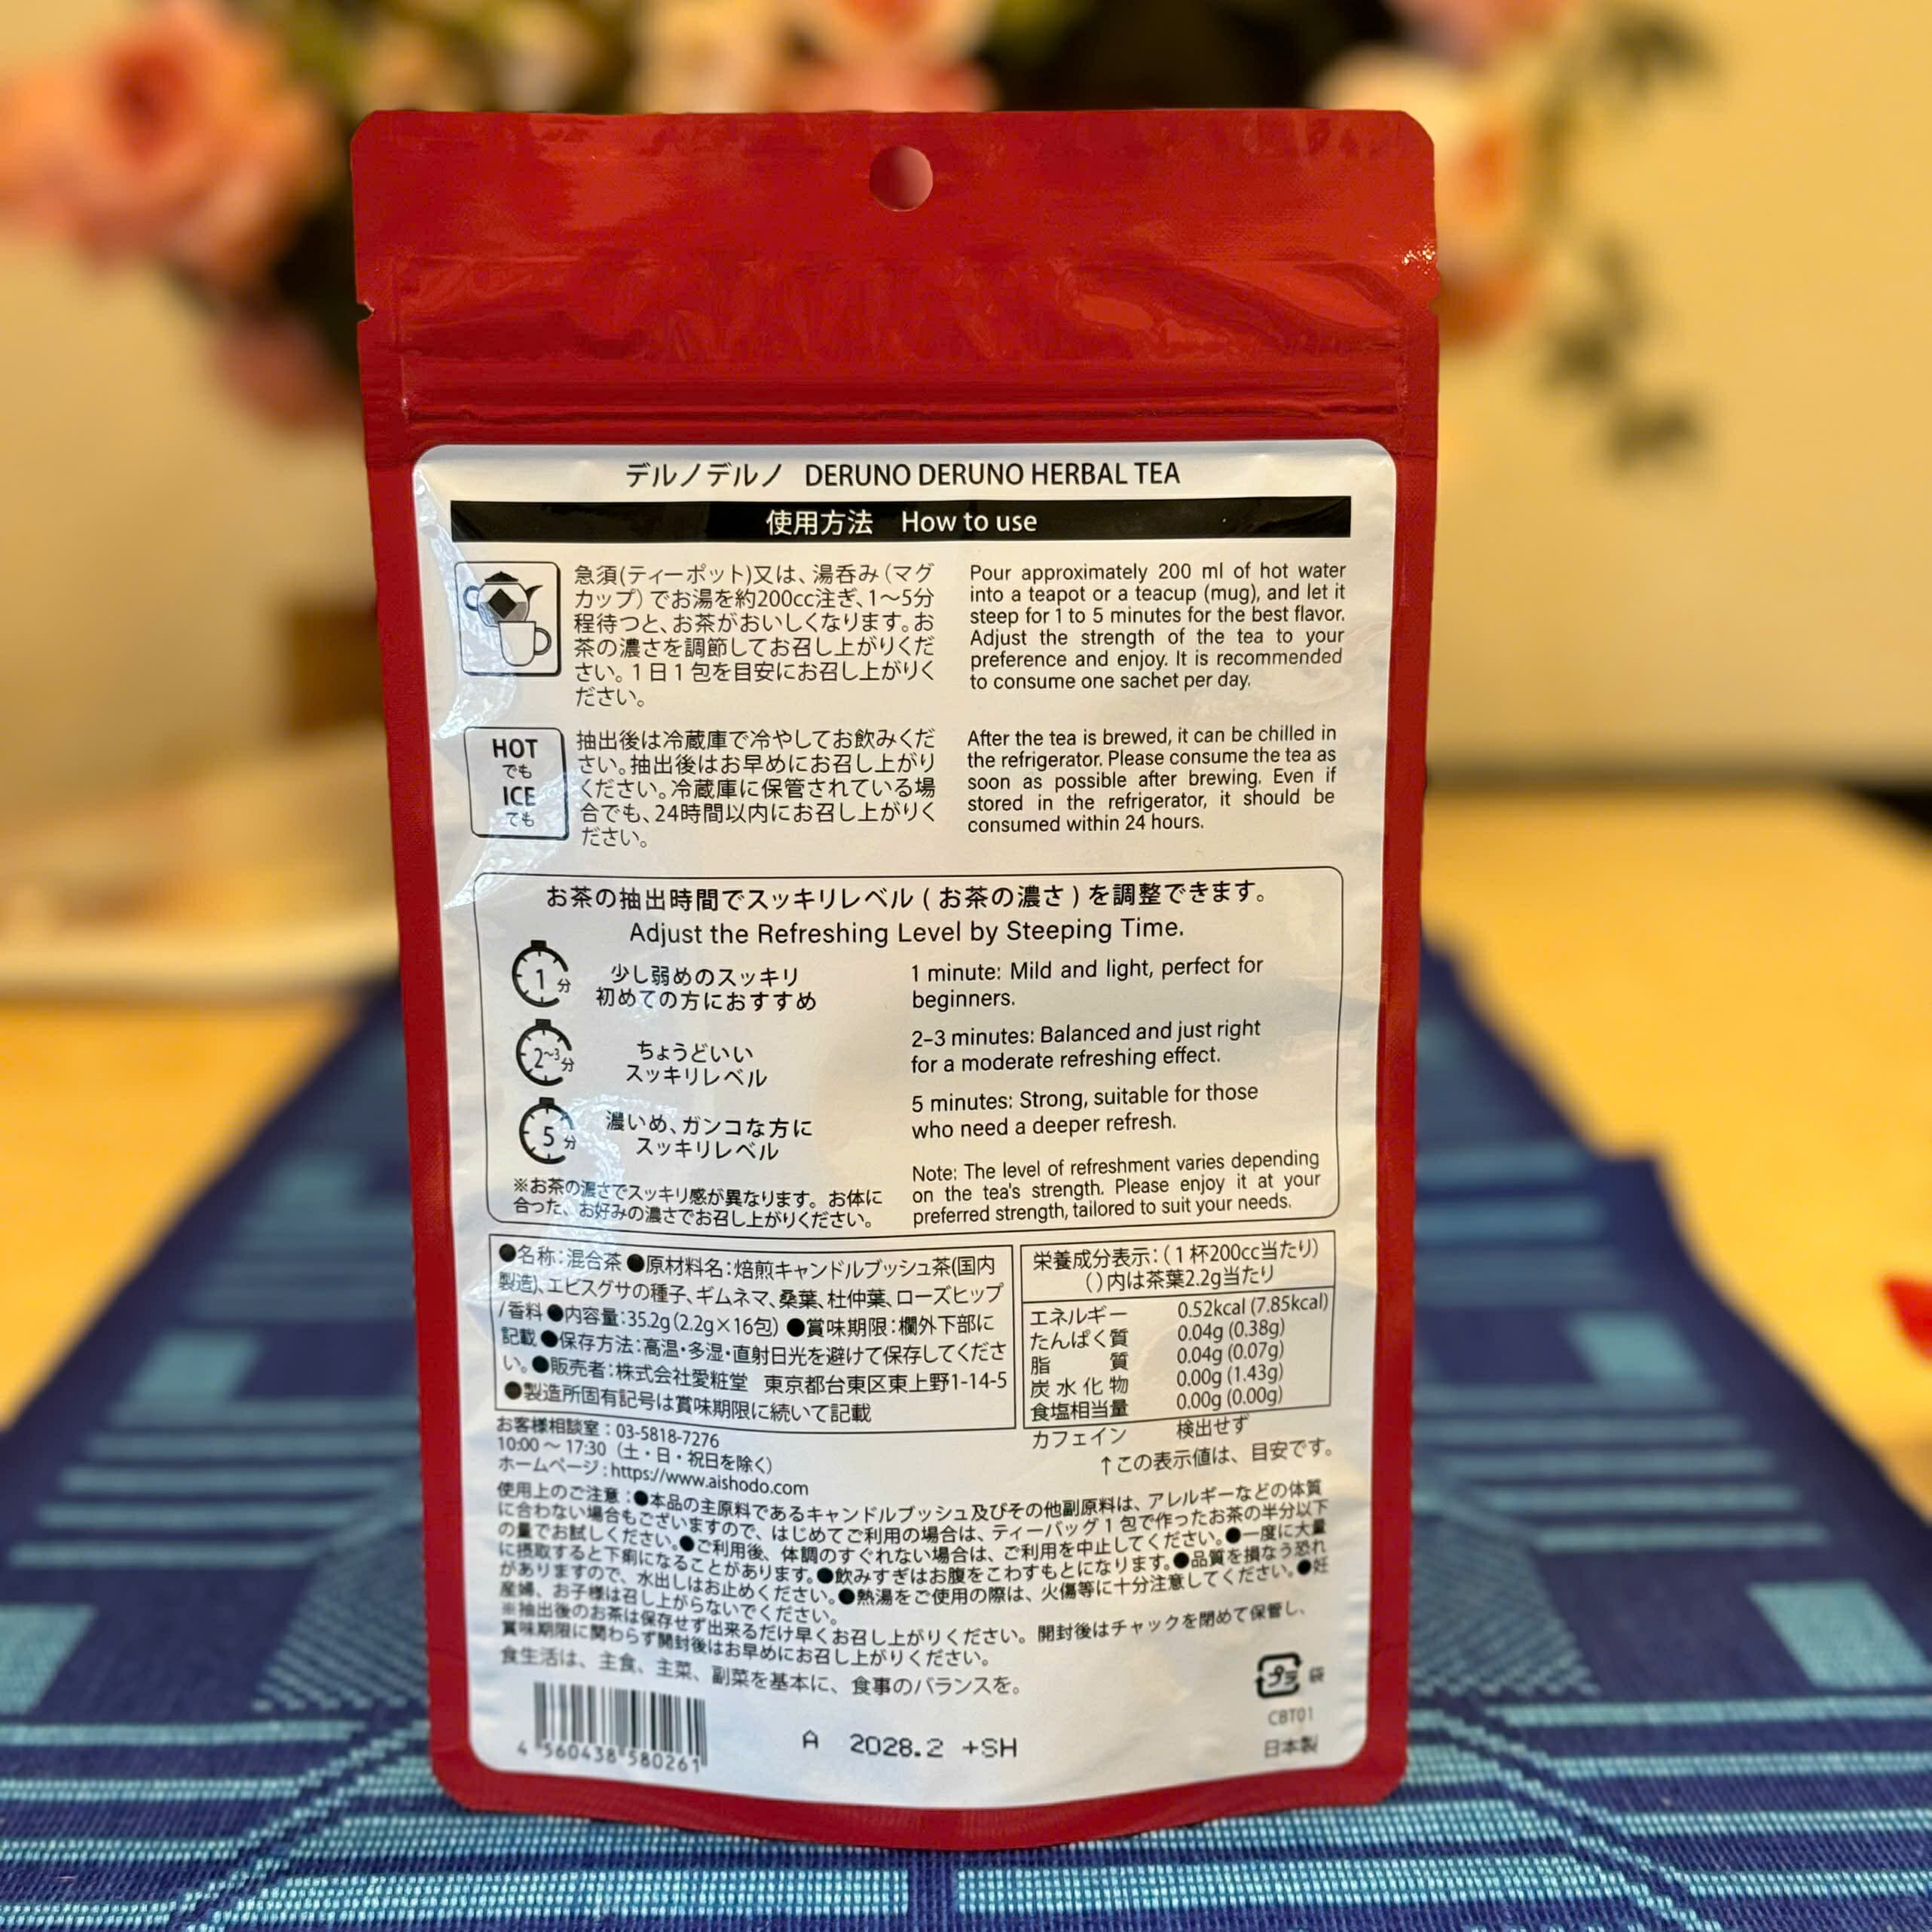 デルノデルノ DERUNO DERUNO HERBAL TEA
使用方法 How to use
急須(ティーポット)又は、湯呑み(マグ
カップ)でお湯を約200cc注ぎ、1～5分
程待つと、お茶がおいしくなります。お
茶の濃さを調節してお召し上がりくだ
さい。1日1包を目安にお召し上がりく
ださい。
Pour approximately 200 ml of hot water
into a teapot or a teacup (mug), and let it
steep for 1 to 5 minutes for the best flavor.
Adjust the strength of the tea to your
preference and enjoy. It is recommended
to consume one sachet per day.
HOT
でも
ICE
でも
抽出後は冷蔵庫で冷やしてお飲みくだ
さい。抽出後はお早めにお召し上がり
ください。冷蔵庫に保管されている場
合でも、24時間以内にお召し上がりく
ださい。
After the tea is brewed, it can be chilled in
the refrigerator. Please consume the tea as
soon as possible after brewing. Even if
stored in the refrigerator, it should be
consumed within 24 hours.
お茶の抽出時間でスッキリレベル ( お茶の濃さ ) を調整できます。
Adjust the Refreshing Level by Steeping Time.
1分
少し弱めのスッキリ
初めての方におすすめ
1 minute: Mild and light, perfect for
beginners.
2~3分
ちょうどいい
スッキリレベル
2-3 minutes: Balanced and just right
for a moderate refreshing effect.
5分
濃いめ、ガンコな方に
スッキリレベル
5 minutes: Strong, suitable for those
who need a deeper refresh.
※お茶の濃さでスッキリ感が異なります。お体に
合った、お好みの濃さでお召し上がりください。
Note: The level of refreshment varies depending
on the tea's strength. Please enjoy it at your
preferred strength, tailored to suit your needs.
●名称:混合茶 ●原材料名:焙煎キャンドルブッシュ茶(国内
製造)、エビスグサの種子、ギムネマ、桑葉、杜仲葉、ローズヒップ
/香料 ●内容量:35.2g(2.2g×16包) ●賞味期限:欄外下部に
記載 ●保存方法:高温・多湿・直射日光を避けて保存してくださ
い。●販売者:株式会社愛粧堂 東京都台東区東上野1-14-5
●製造所固有記号は賞味期限に続いて記載
栄養成分表示:(1杯200cc当たり)
()内は茶葉2.2g当たり
エネルギー 0.52kcal (7.85kcal)
たんぱく質 0.04g (0.38g)
脂質 0.04g (0.07g)
炭水化物 0.00g (1.43g)
食塩相当量 0.00g (0.00g)
カフェイン 検出せず
↑この表示値は、目安です。
お客様相談室:03-5818-7276
10:00～17:30 (土・日・祝日を除く)
ホームページ:https://www.aishodo.com
使用上のご注意:●本品の主原料であるキャンドルブッシュ及びその他副原料は、アレルギーなどの体質
に合わない場合もございますので、はじめてご利用の場合は、ティーバッグ1包で作ったお茶の半分以下
の量でお試しください。●ご利用後、体調のすぐれない場合は、ご利用を中止してください。●一度に大量
に摂取すると下痢になることがあります。●飲みすぎはお腹をこわすもとになります。●品質を損なう恐れ
がありますので、水出しはお止めください。●熱湯をご使用の際は、火傷等に十分注意してください。●妊
産婦、お子様は召し上がらないでください。
※抽出後のお茶は保存せず出来るだけ早くお召し上がりください。開封後はチャックを閉めて保管し、
賞味期限に関わらず開封後はお早めにお召し上がりください。
食生活は、主食、主菜、副菜を基本に、食事のバランスを。
プラ 袋
CBT01
日本製
4 560438 580261
A 2028.2 +SH